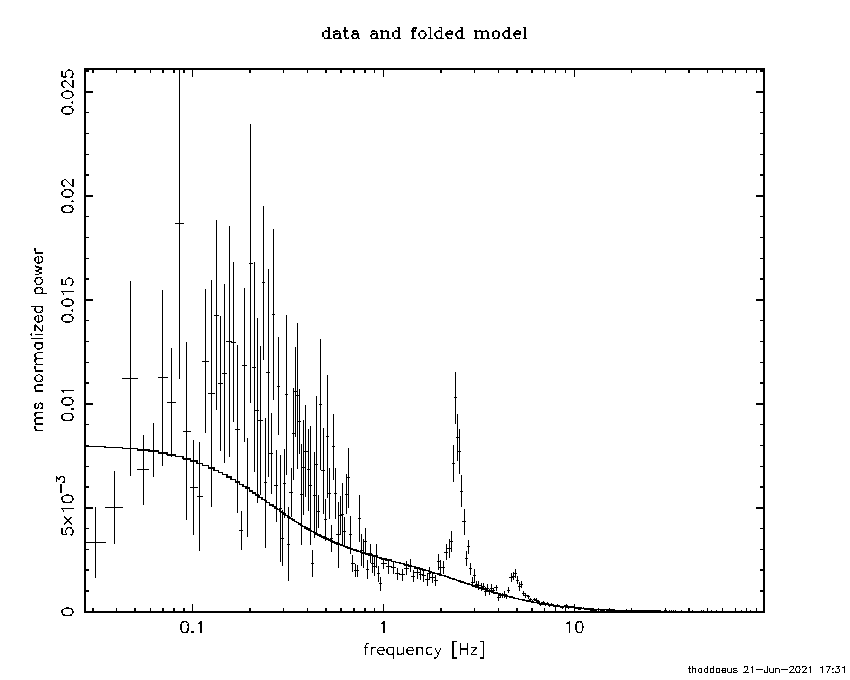 data and folded model
0.025
0.02
0.015
0.01
5×10⁻³
0
rms normalized power
0.1
1
10
frequency [Hz]
thoddaeus 21-Jun-2021 17:31